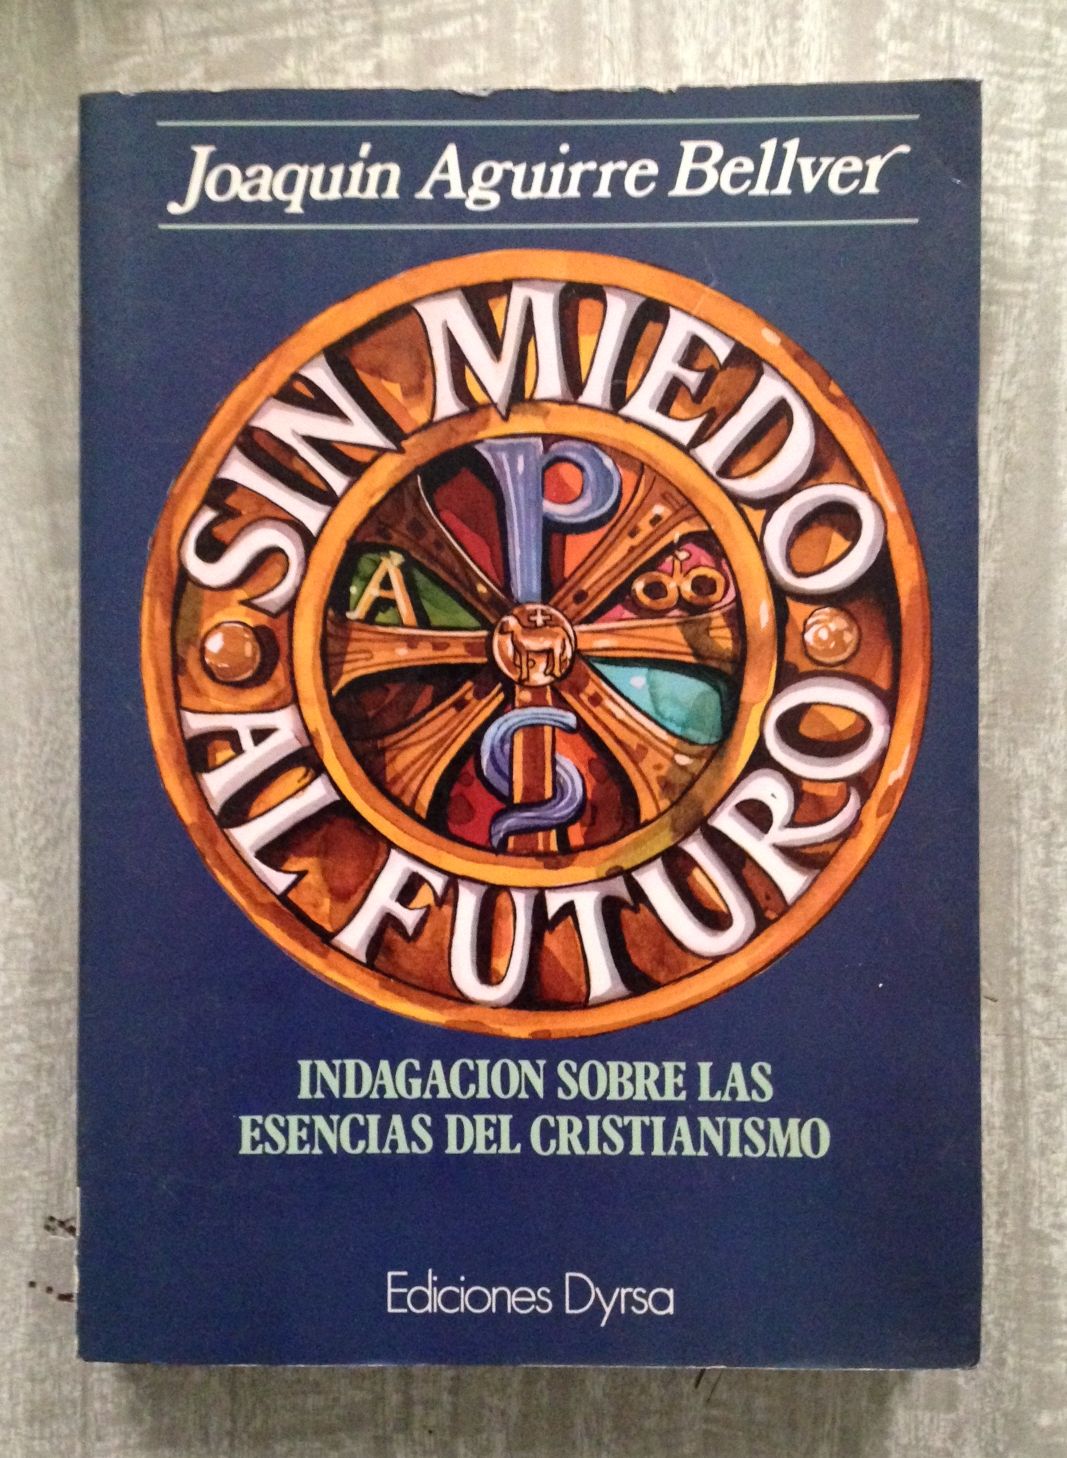 Joaquín Aguirre Bellver
SIN MIEDO
AL FUTURO
P
A
S
INDAGACION SOBRE LAS
ESENCIAS DEL CRISTIANISMO
Ediciones Dyrsa